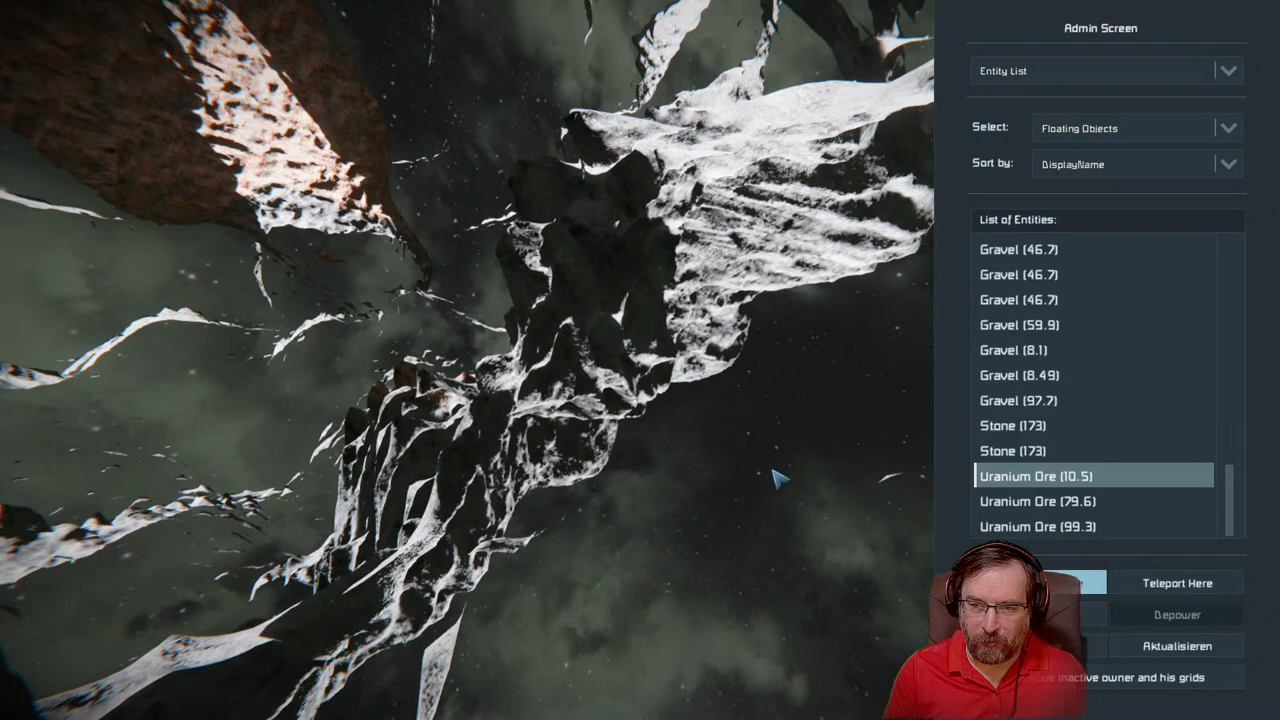 Admin Screen
Entity List
Select: Floating Objects
Sort by: DisplayName
List of Entities:
Gravel (46.7)
Gravel (46.7)
Gravel (46.7)
Gravel (59.9)
Gravel (8.1)
Gravel (8.49)
Gravel (97.7)
Stone (173)
Stone (173)
Uranium Ore (10.5)
Uranium Ore (79.6)
Uranium Ore (99.3)
Teleport Here
Depower
Aktualisieren
inactive owner and his grids